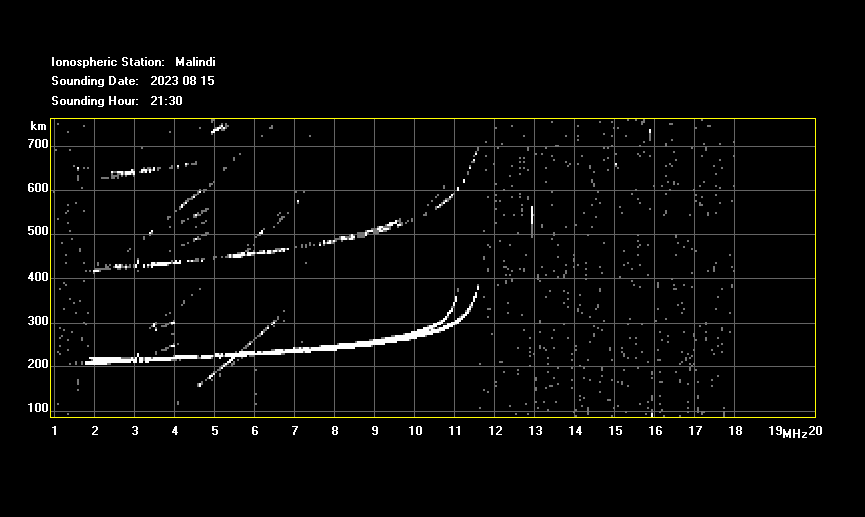 Ionospheric Station: Malindi
Sounding Date: 2023 08 15
Sounding Hour: 21:30
km
700
600
500
400
300
200
100
1 2 3 4 5 6 7 8 9 10 11 12 13 14 15 16 17 18 19 MHz 20